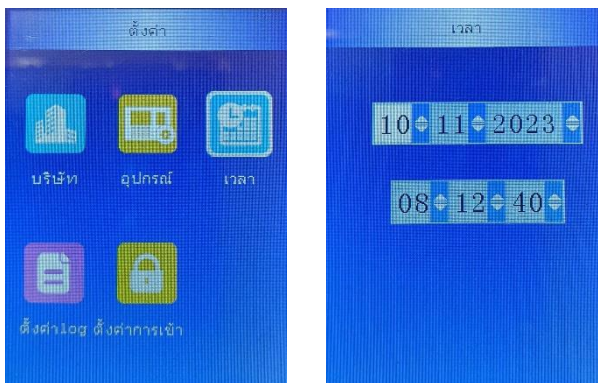 ตั้งค่า
บริษัท อุปกรณ์ เวลา
ตั้งค่าlog ตั้งค่าการเข้า
เวลา
10 11 2023
08 12 40